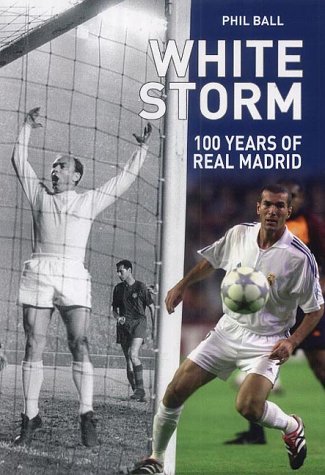 PHIL BALL
WHITE
STORM
100 YEARS OF
REAL MADRID